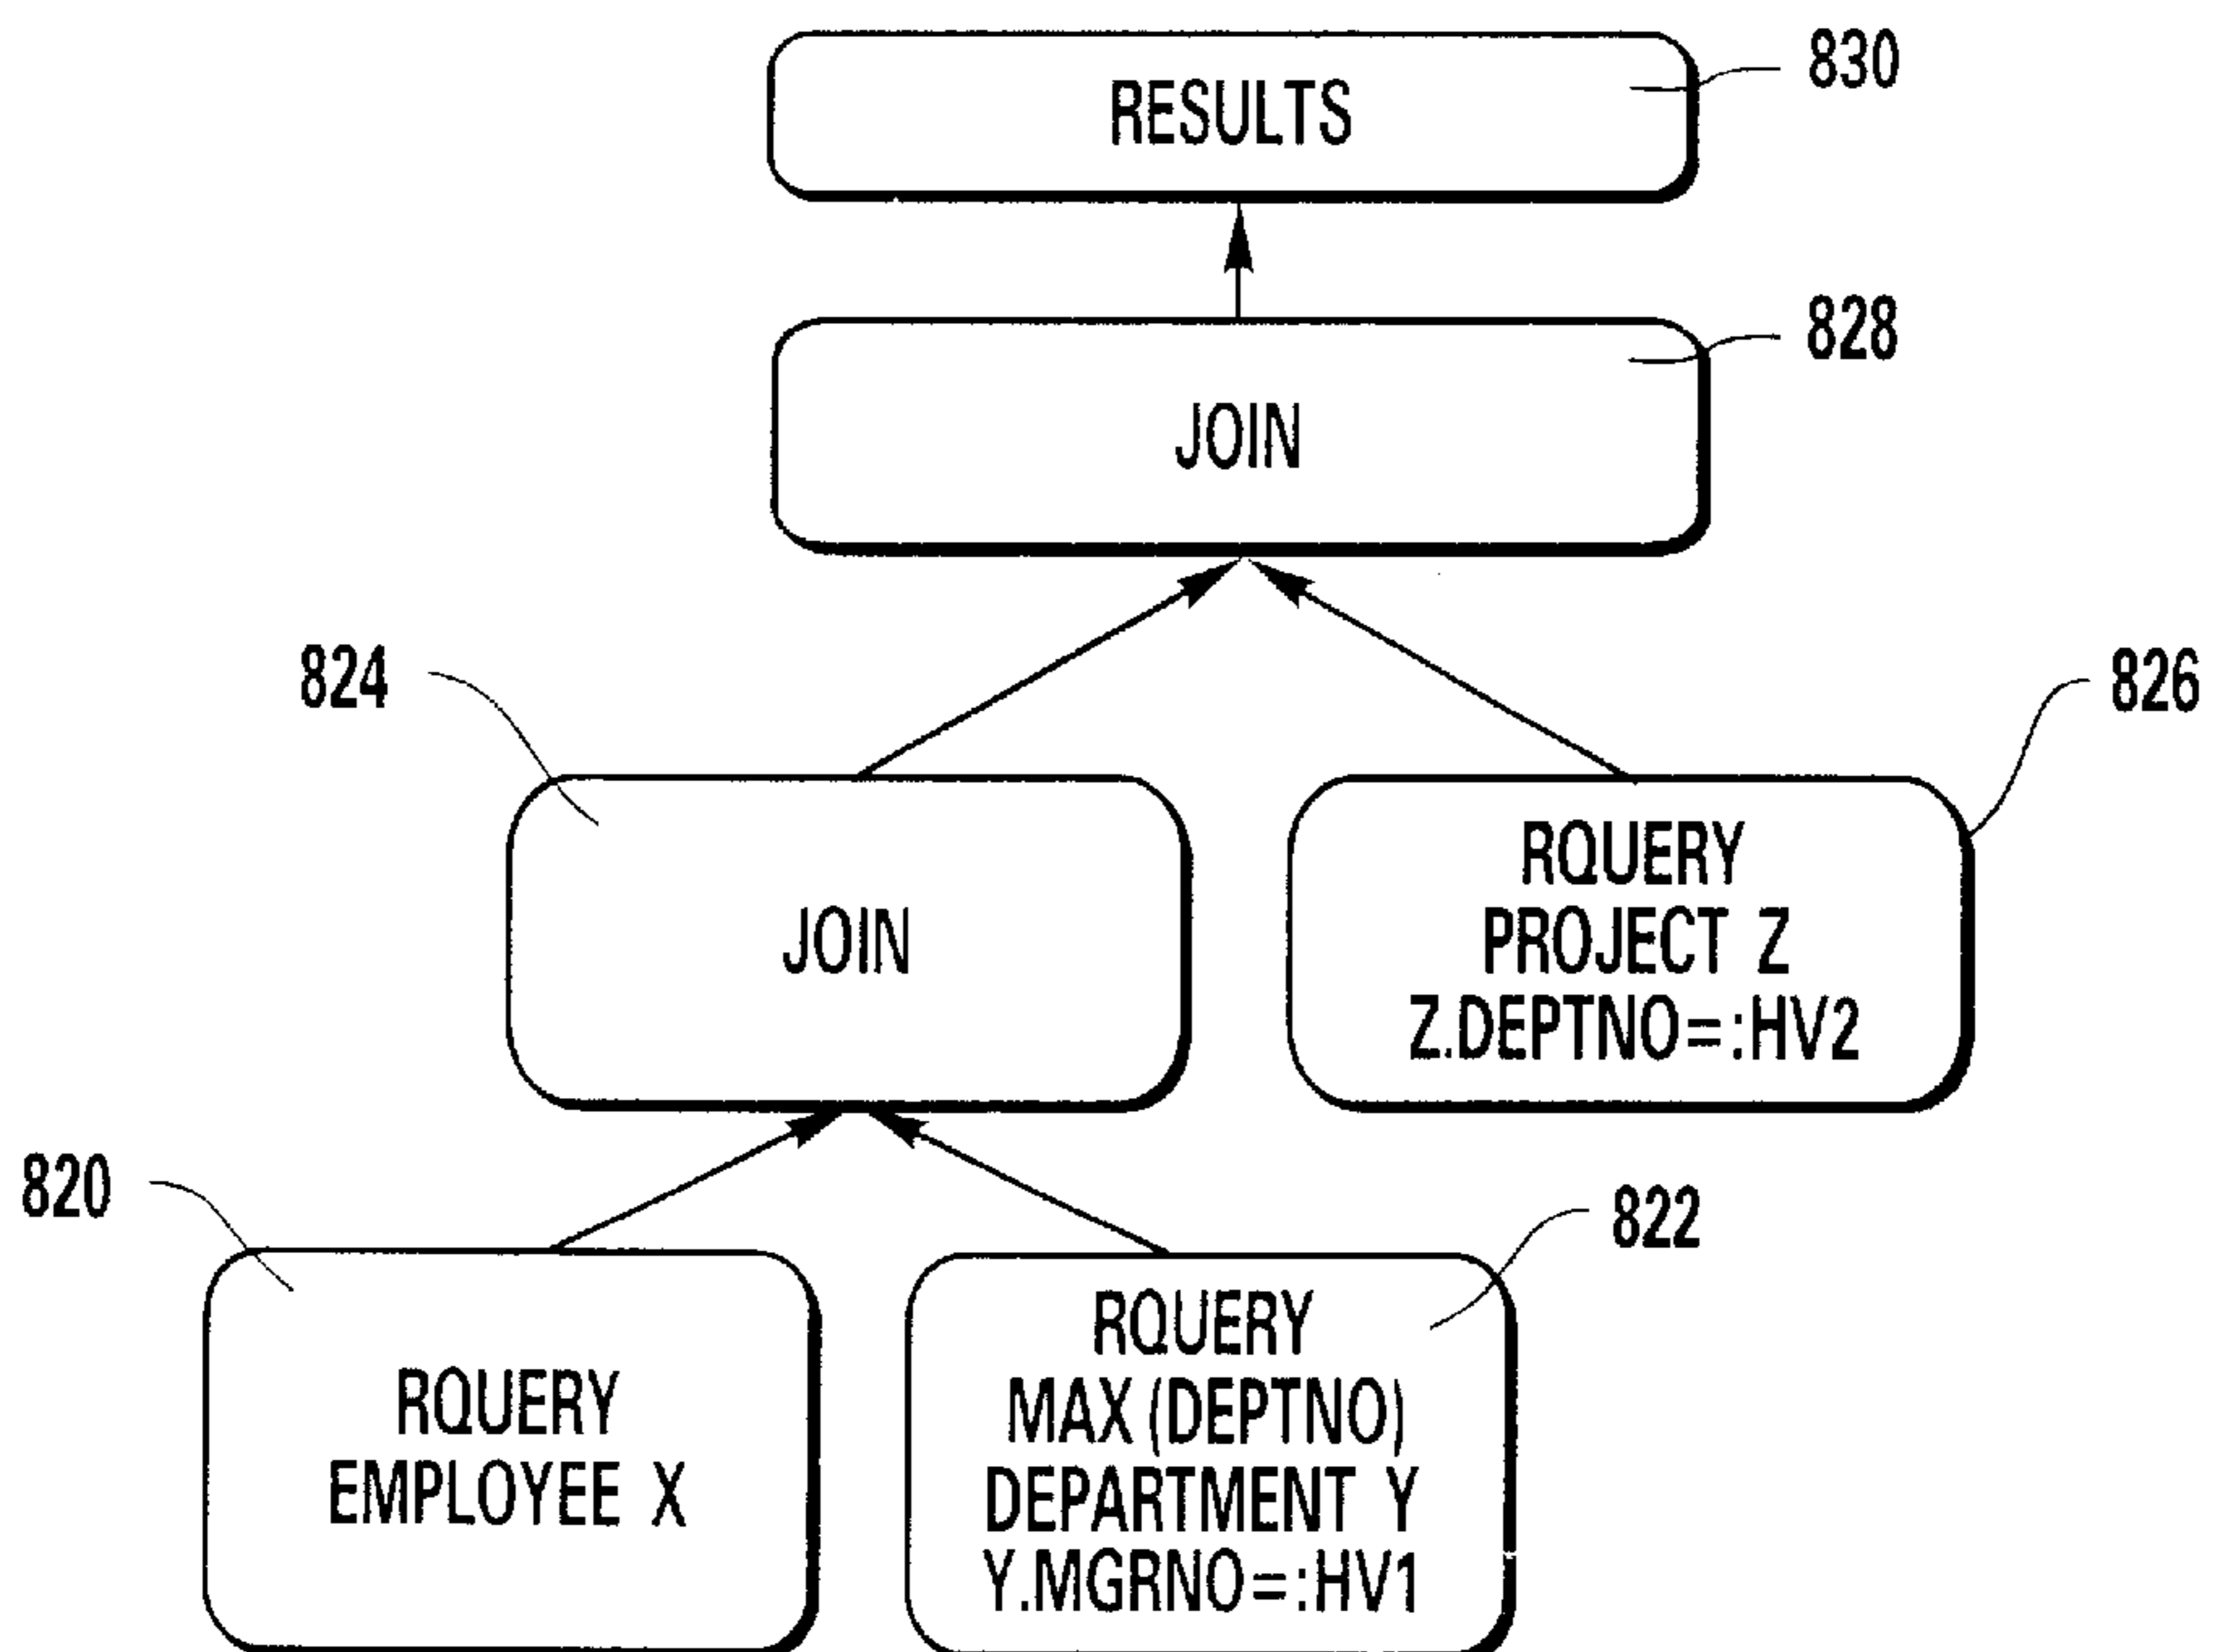 RESULTS
830
JOIN
828
824
JOIN
826
RQUERY
PROJECT Z
Z.DEPTNO=:HV2
820
RQUERY
EMPLOYEE X
822
RQUERY
MAX(DEPTNO)
DEPARTMENT Y
Y.MGRNO=:HV1